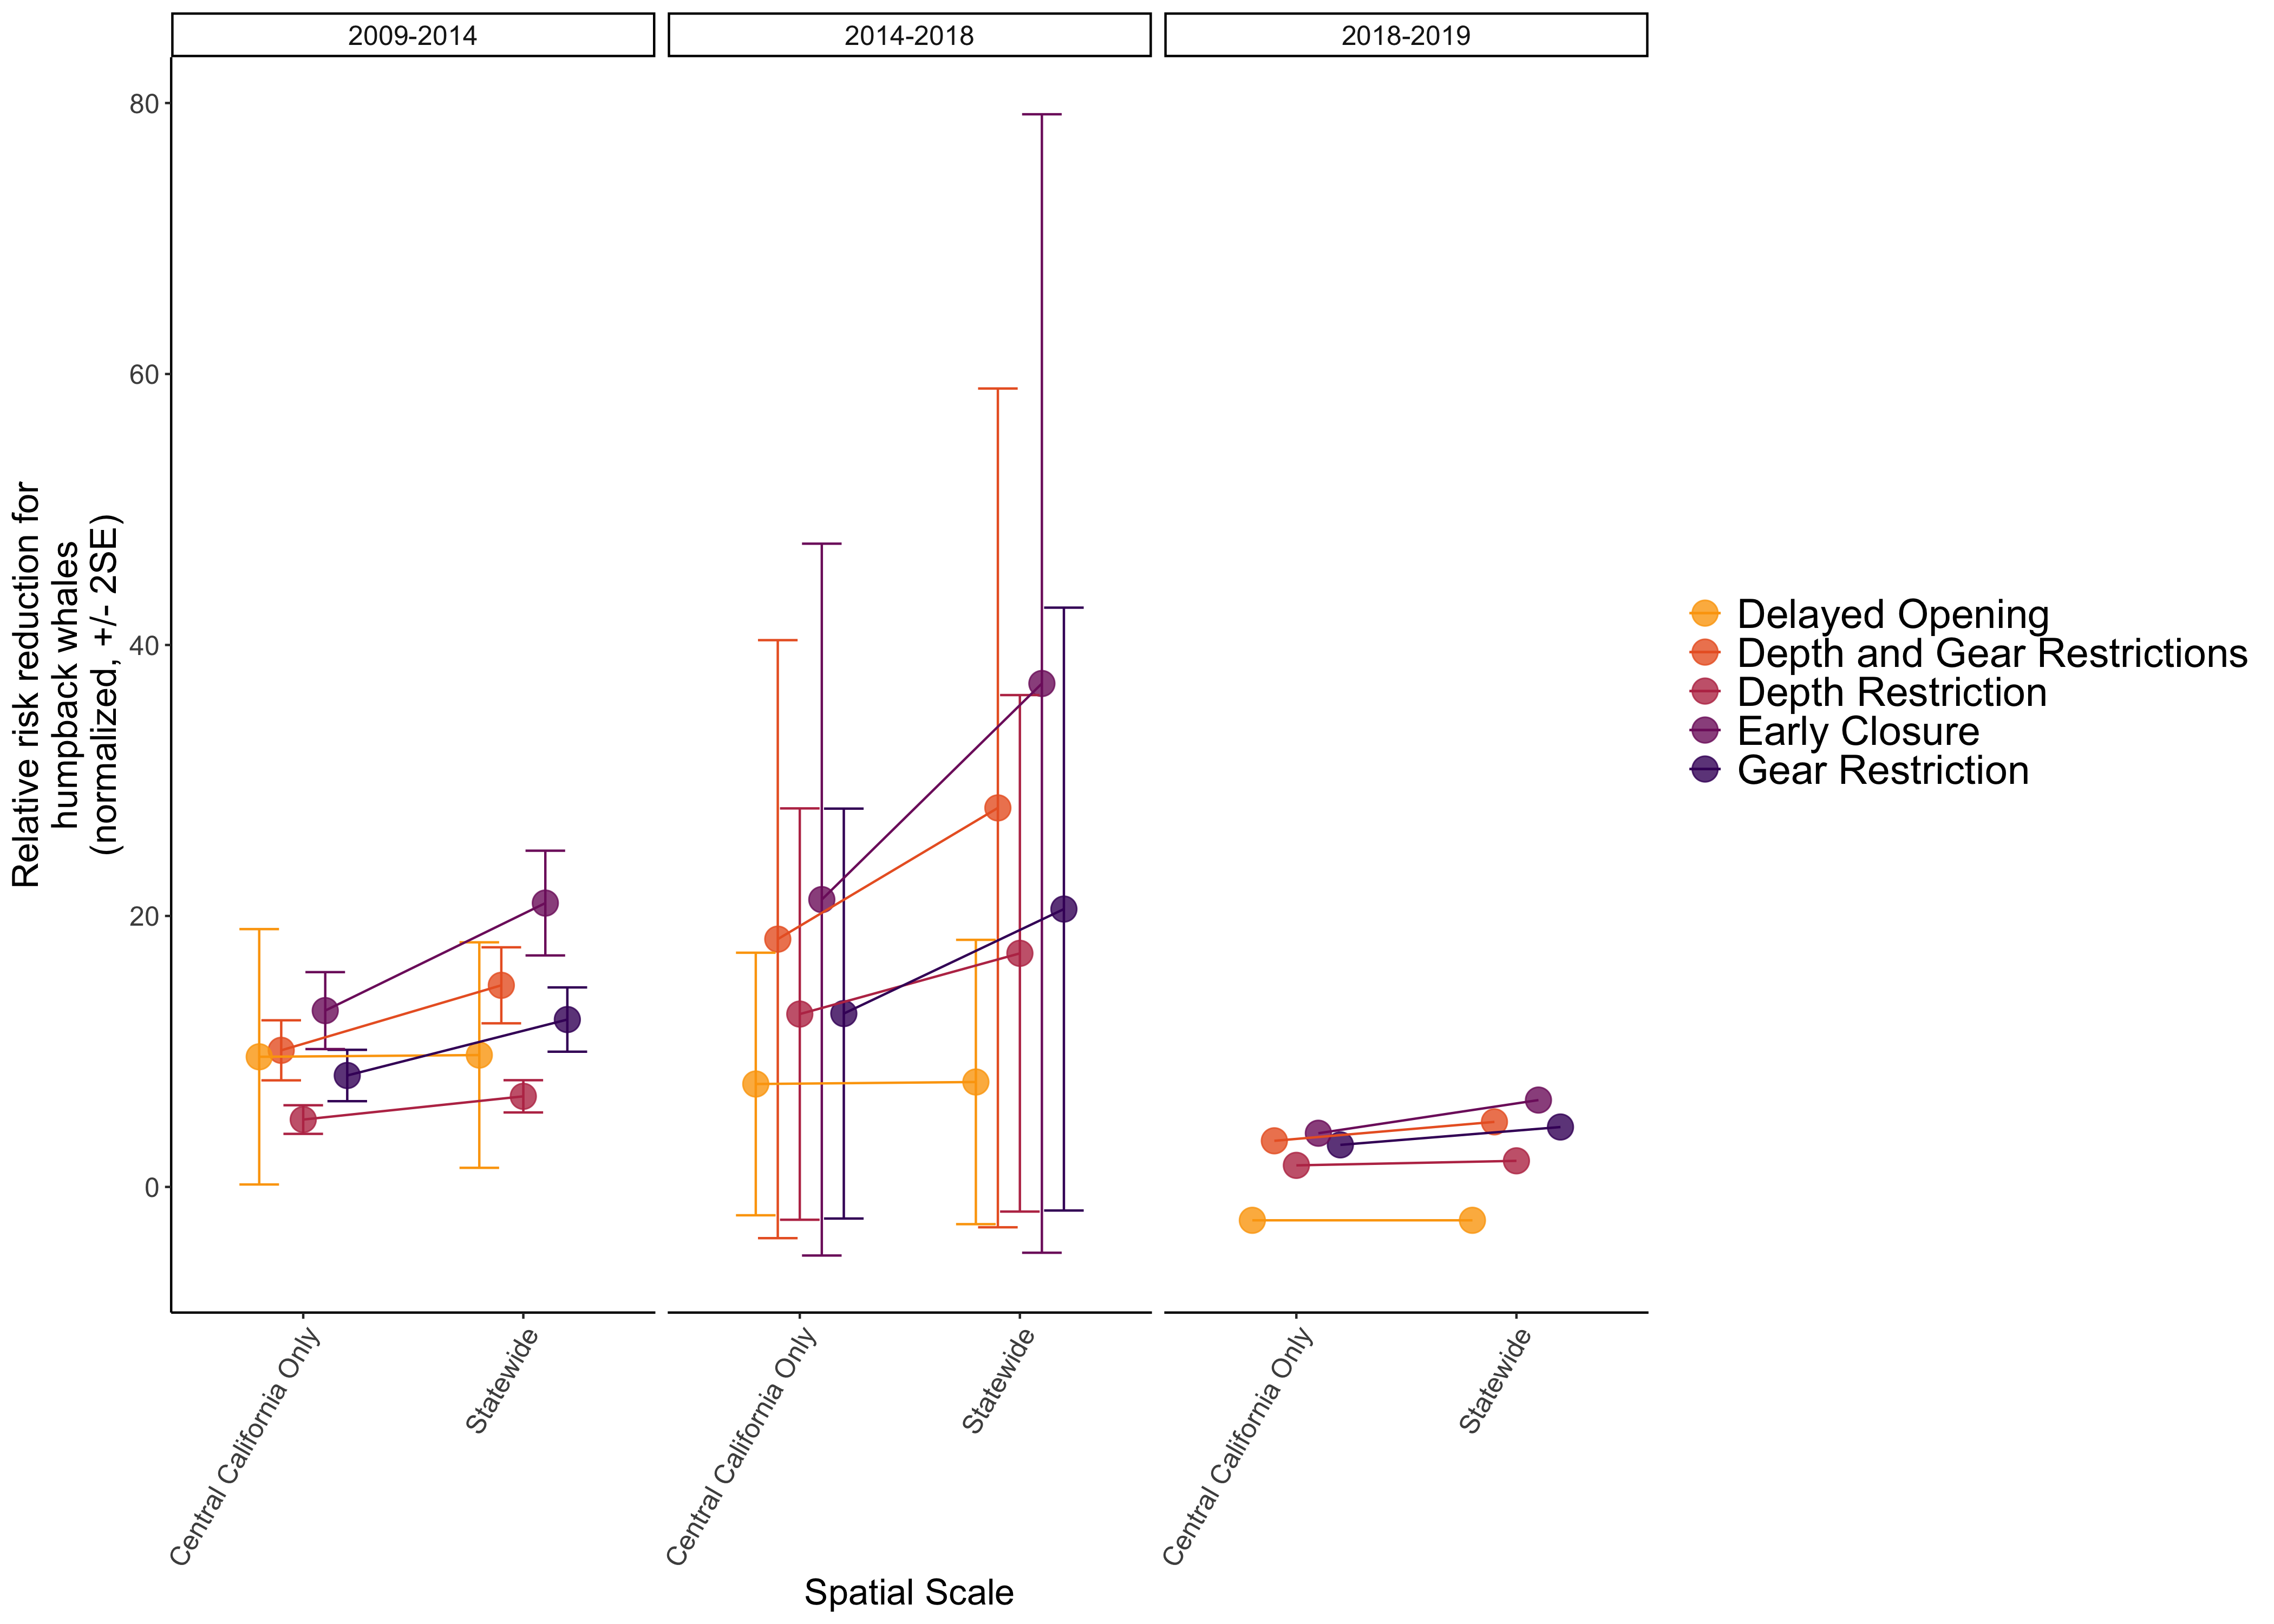 2009-2014
2014-2018
2018-2019
80
60
40
20
0
Relative risk reduction for
humpback whales
(normalized, +/- 2SE)
Central California Only
Statewide
Central California Only
Statewide
Central California Only
Statewide
Spatial Scale
Delayed Opening
Depth and Gear Restrictions
Depth Restriction
Early Closure
Gear Restriction